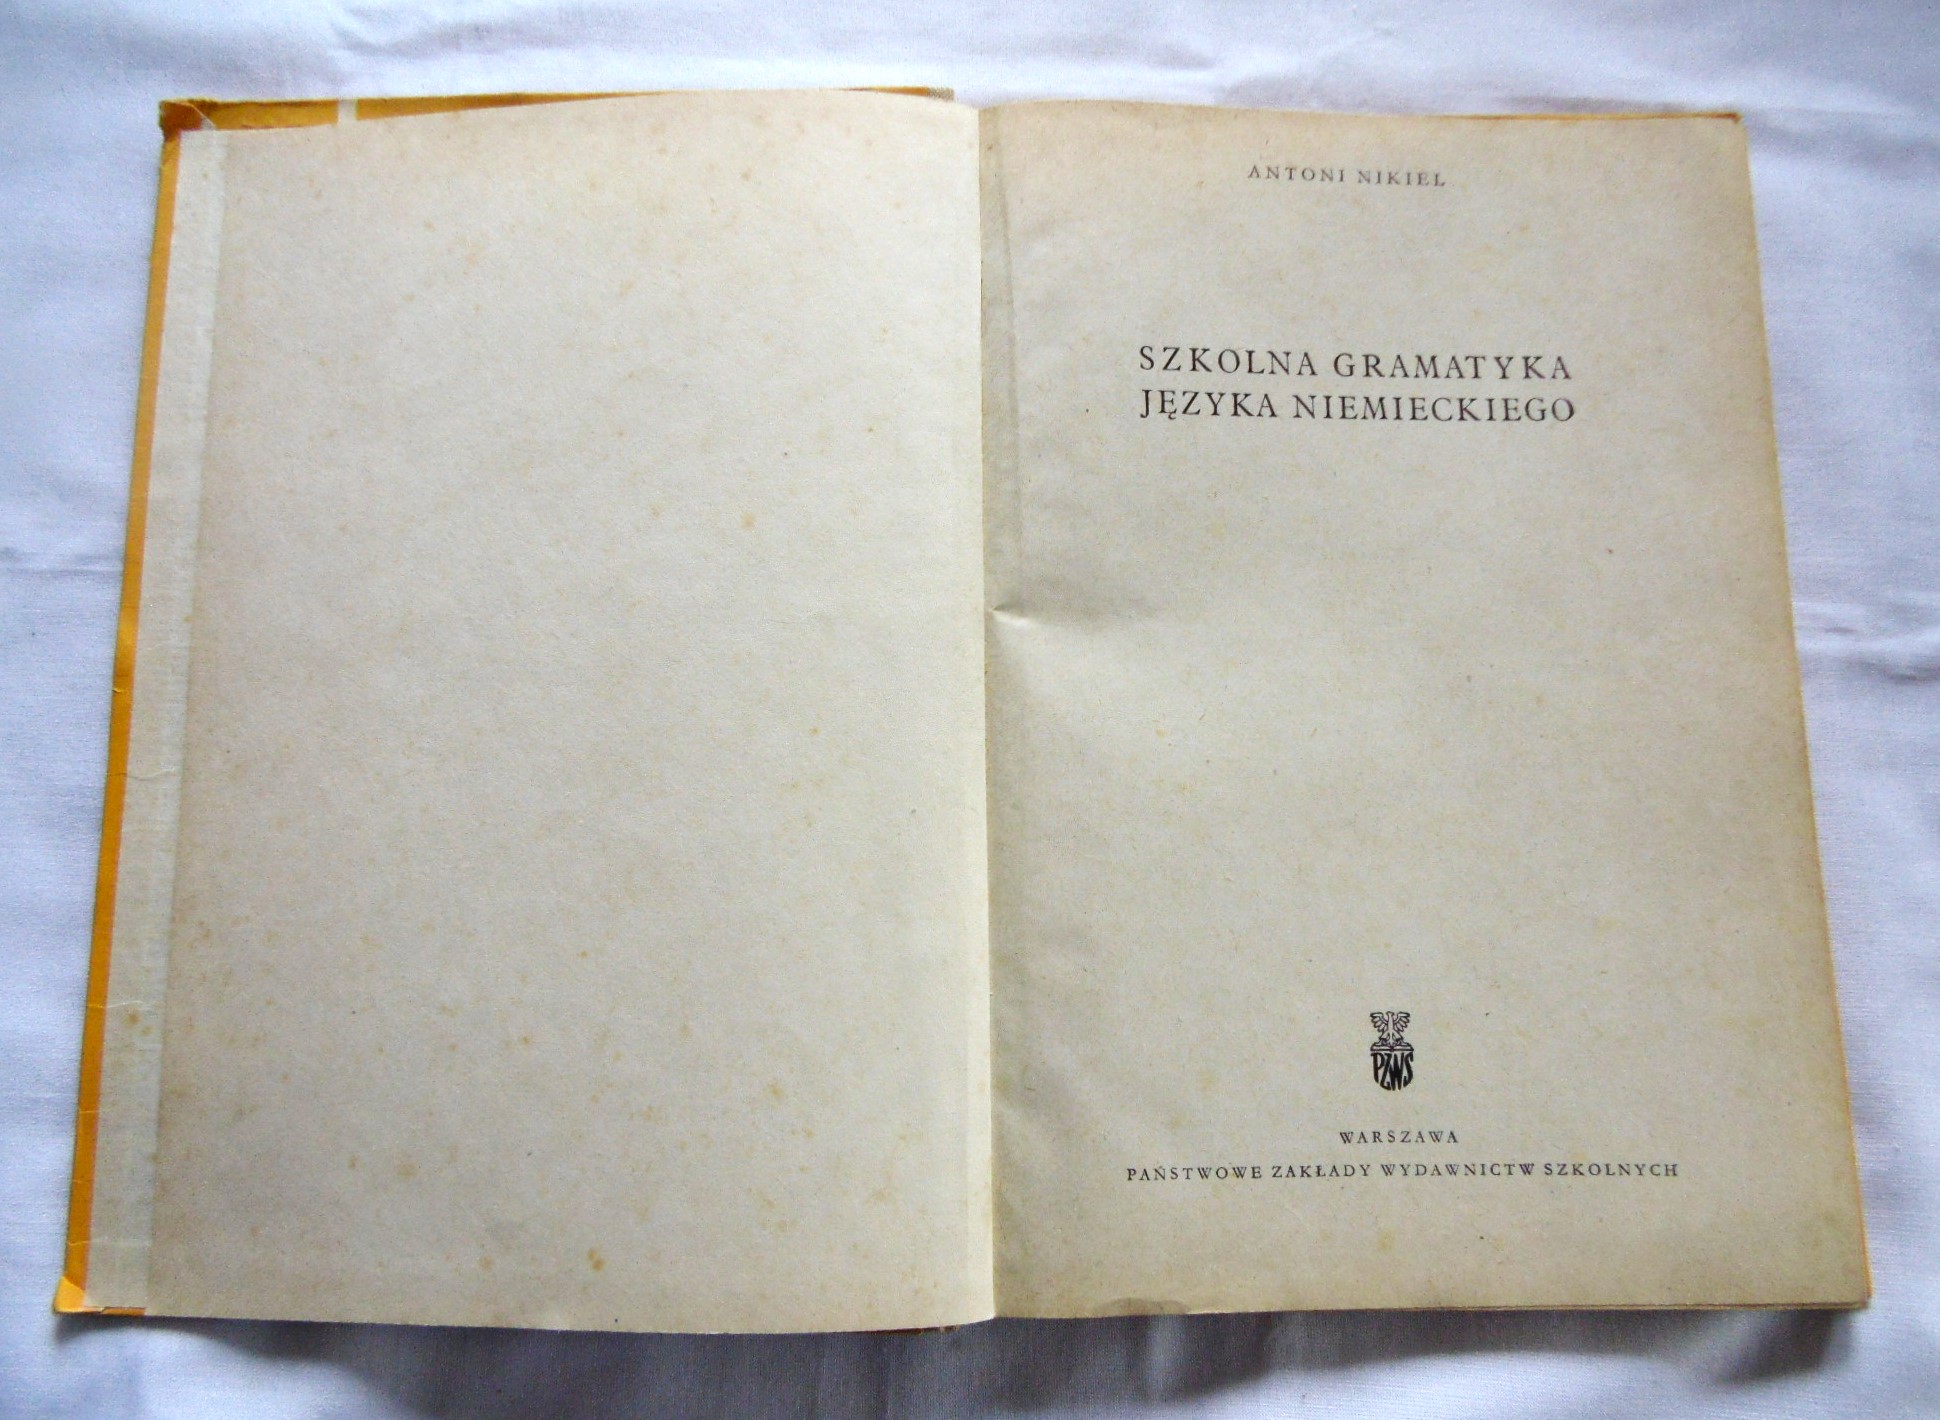 ANTONI NIKIEL
SZKOLNA GRAMATYKA
JĘZYKA NIEMIECKIEGO
PZWS
WARSZAWA
PAŃSTWOWE ZAKŁADY WYDAWNICTW SZKOLNYCH